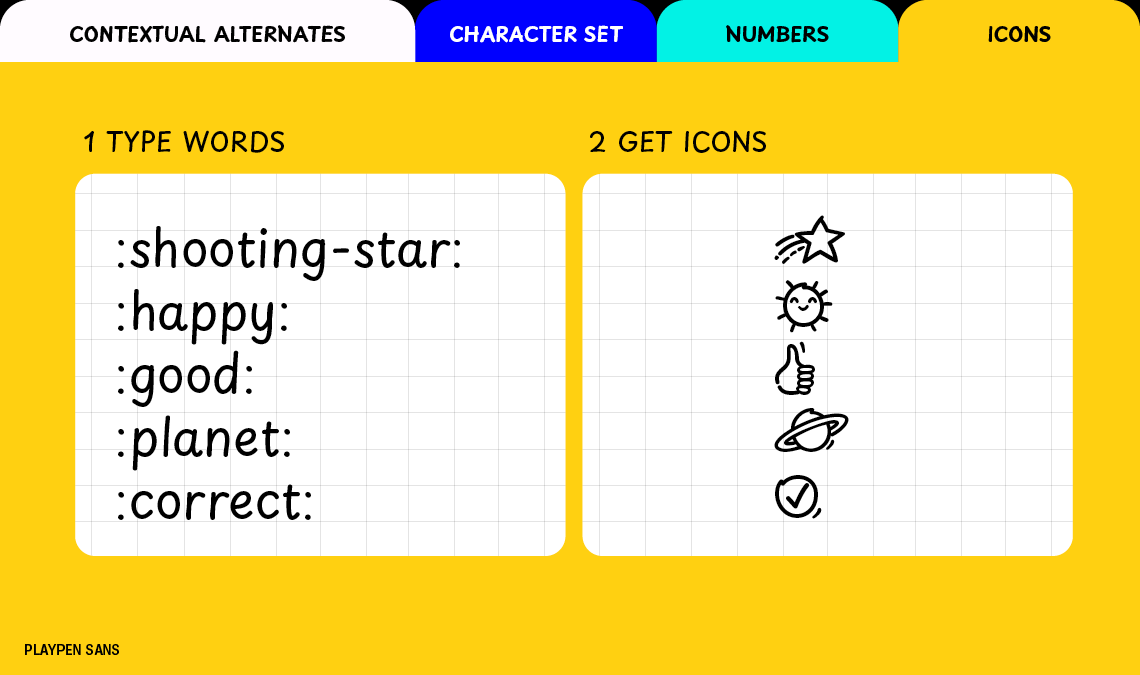 CONTEXTUAL ALTERNATES
CHARACTER SET
NUMBERS
ICONS
1 TYPE WORDS
:shooting-star:
:happy:
:good:
:planet:
:correct:
2 GET ICONS
PLAYPEN SANS